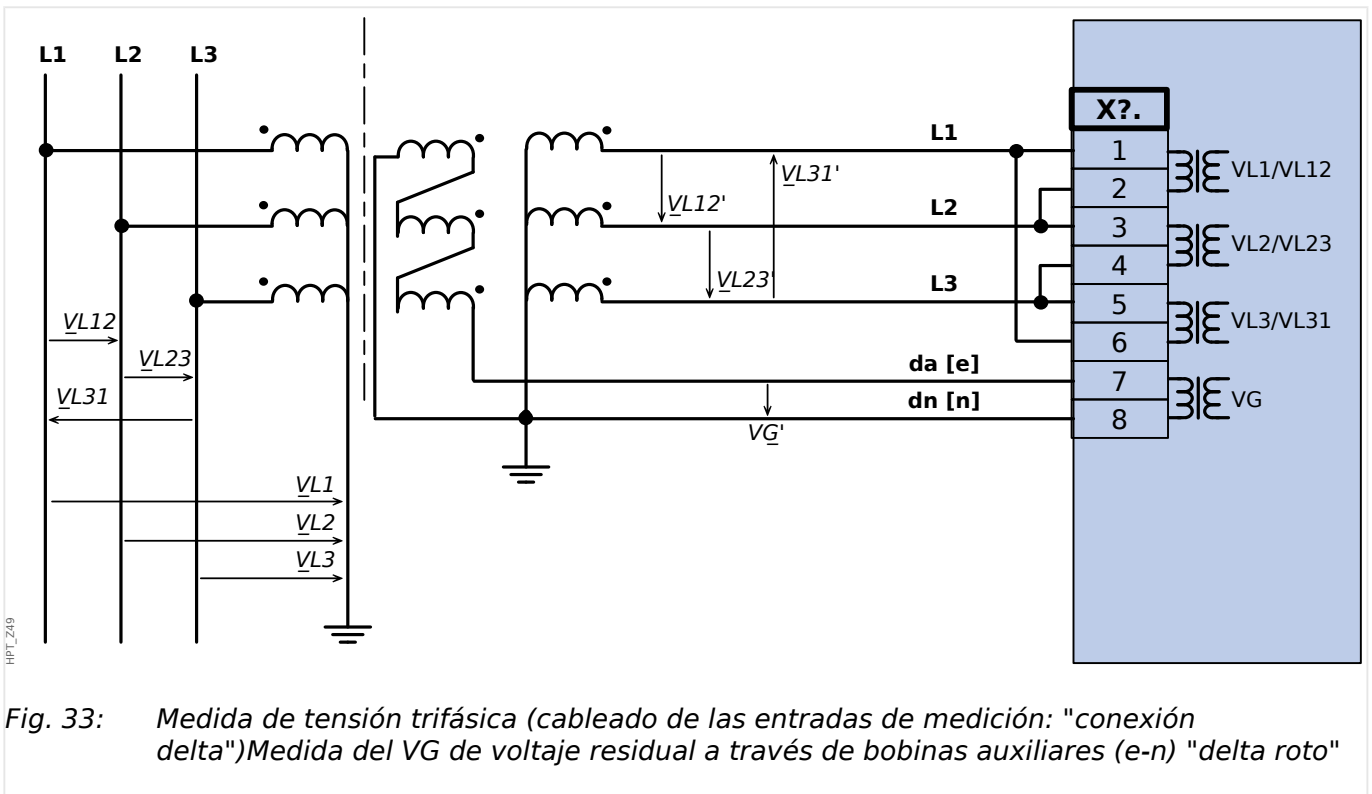 L1 L2 L3
X?.
L1
1
VL31'
VL1/VL12
2
VL12'
L2
3
VL2/VL23
4
VL23'
L3
5
VL12
VL3/VL31
6
VL23
da [e]
7
VL31
dn [n]
VG
8
VG'
VL1
VL2
VL3
HPT_Z49
Fig. 33: Medida de tensión trifásica (cableado de las entradas de medición: "conexión
delta")Medida del VG de voltaje residual a través de bobinas auxiliares (e-n) "delta roto"